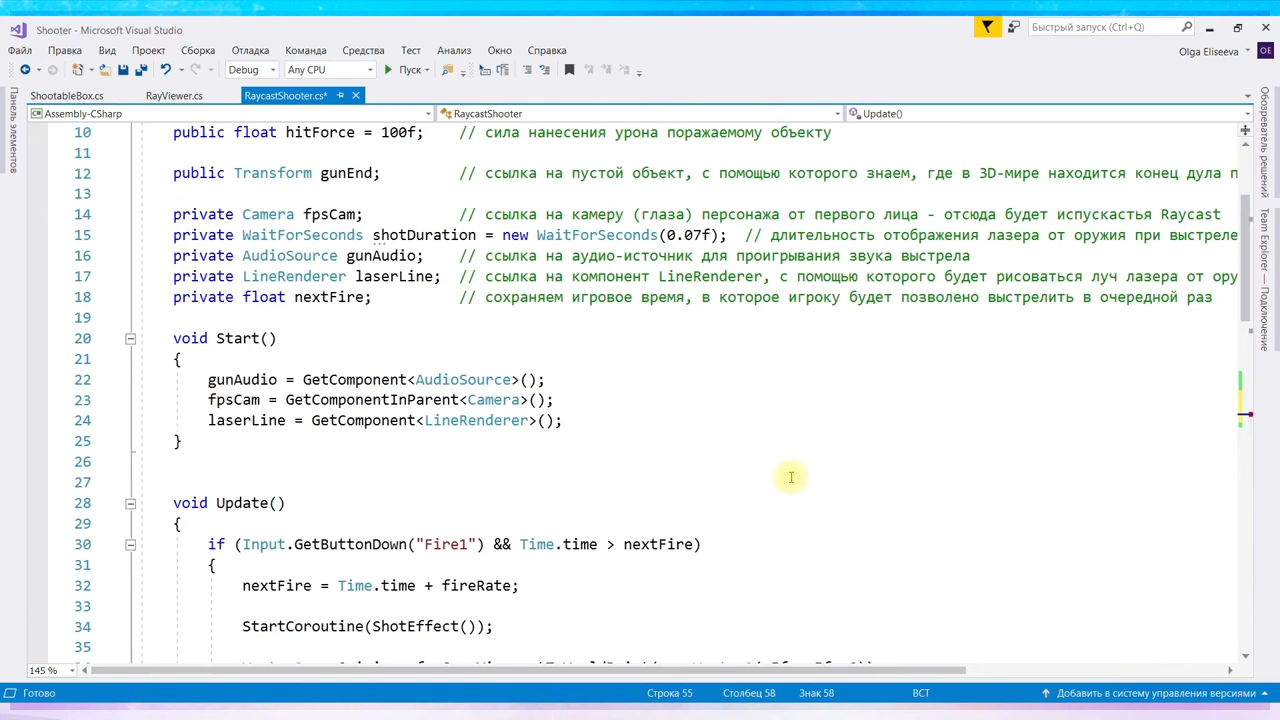 Shooter - Microsoft Visual Studio
Быстрый запуск (Ctrl+Q)
Файл Правка Вид Проект Сборка Отладка Команда Средства Тест Анализ Окно Справка
Olga Eliseeva OE
Debug Any CPU Пуск
Панель элементов
ShootableBox.cs RayViewer.cs RaycastShooter.cs*
Assembly-CSharp RaycastShooter Update()
10 public float hitForce = 100f; // сила нанесения урона поражаемому объекту
11
12 public Transform gunEnd; // ссылка на пустой объект, с помощью которого знаем, где в 3D-мире находится конец дула п
13
14 private Camera fpsCam; // ссылка на камеру (глаза) персонажа от первого лица - отсюда будет испускастья Raycast
15 private WaitForSeconds shotDuration = new WaitForSeconds(0.07f); // длительность отображения лазера от оружия при выстреле
16 private AudioSource gunAudio; // ссылка на аудио-источник для проигрывания звука выстрела
17 private LineRenderer laserLine; // ссылка на компонент LineRenderer, с помощью которого будет рисоваться луч лазера от ору
18 private float nextFire; // сохраняем игровое время, в которое игроку будет позволено выстрелить в очередной раз
19
20 void Start()
21 {
22 gunAudio = GetComponent<AudioSource>();
23 fpsCam = GetComponentInParent<Camera>();
24 laserLine = GetComponent<LineRenderer>();
25 }
26
27
28 void Update()
29 {
30 if (Input.GetButtonDown("Fire1") && Time.time > nextFire)
31 {
32 nextFire = Time.time + fireRate;
33
34 StartCoroutine(ShotEffect());
35
Обозреватель решений
Team Explorer — Подключение
145 %
Готово Строка 55 Столбец 58 Знак 58 ВСТ Добавить в систему управления версиями